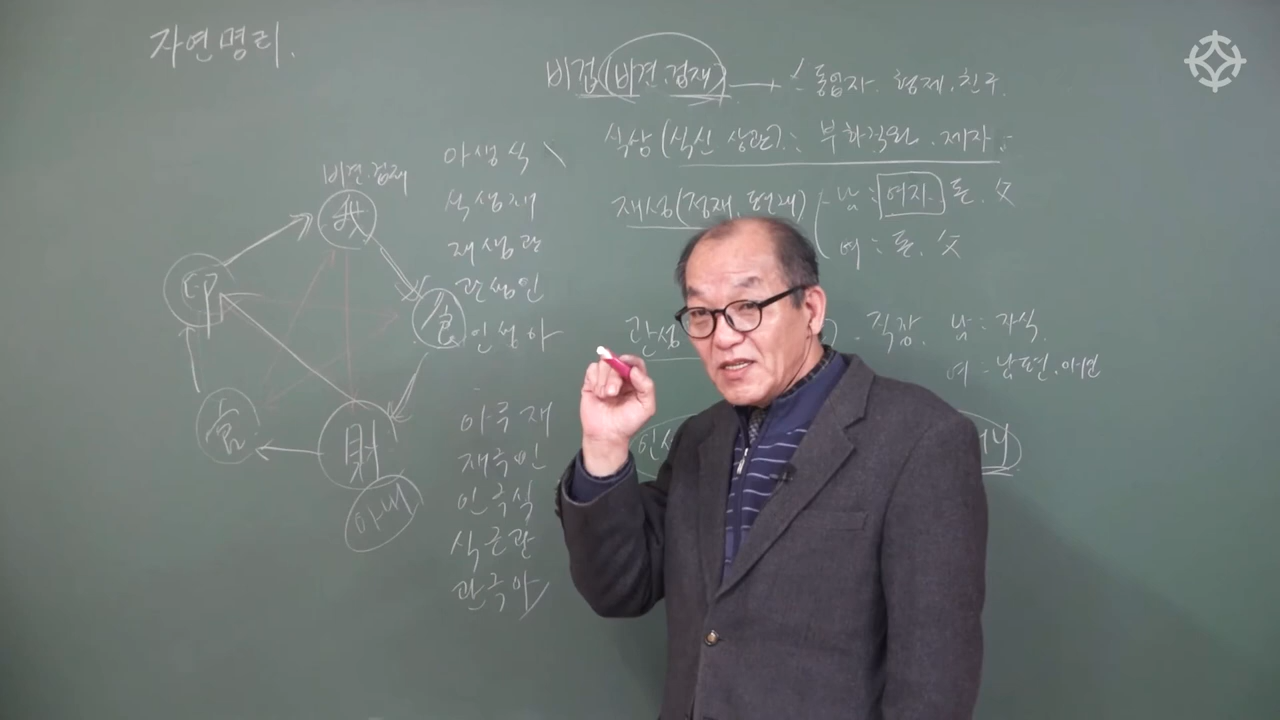 자연명리.
비겁(비견.겁재) → 동업자. 형제.친구.
식상(식신 상관): 부하직원.제자.
재성(정재.편재) 남: 여자.돈.父
여: 돈.父
관성 . 직장. 남: 자식.
여: 남편.애인
인성
비견.겁재
我
食
財
官
印
아내
아생식
식생재
재생관
관생인
인생아
아극재
재극인
인극식
식극관
관극아